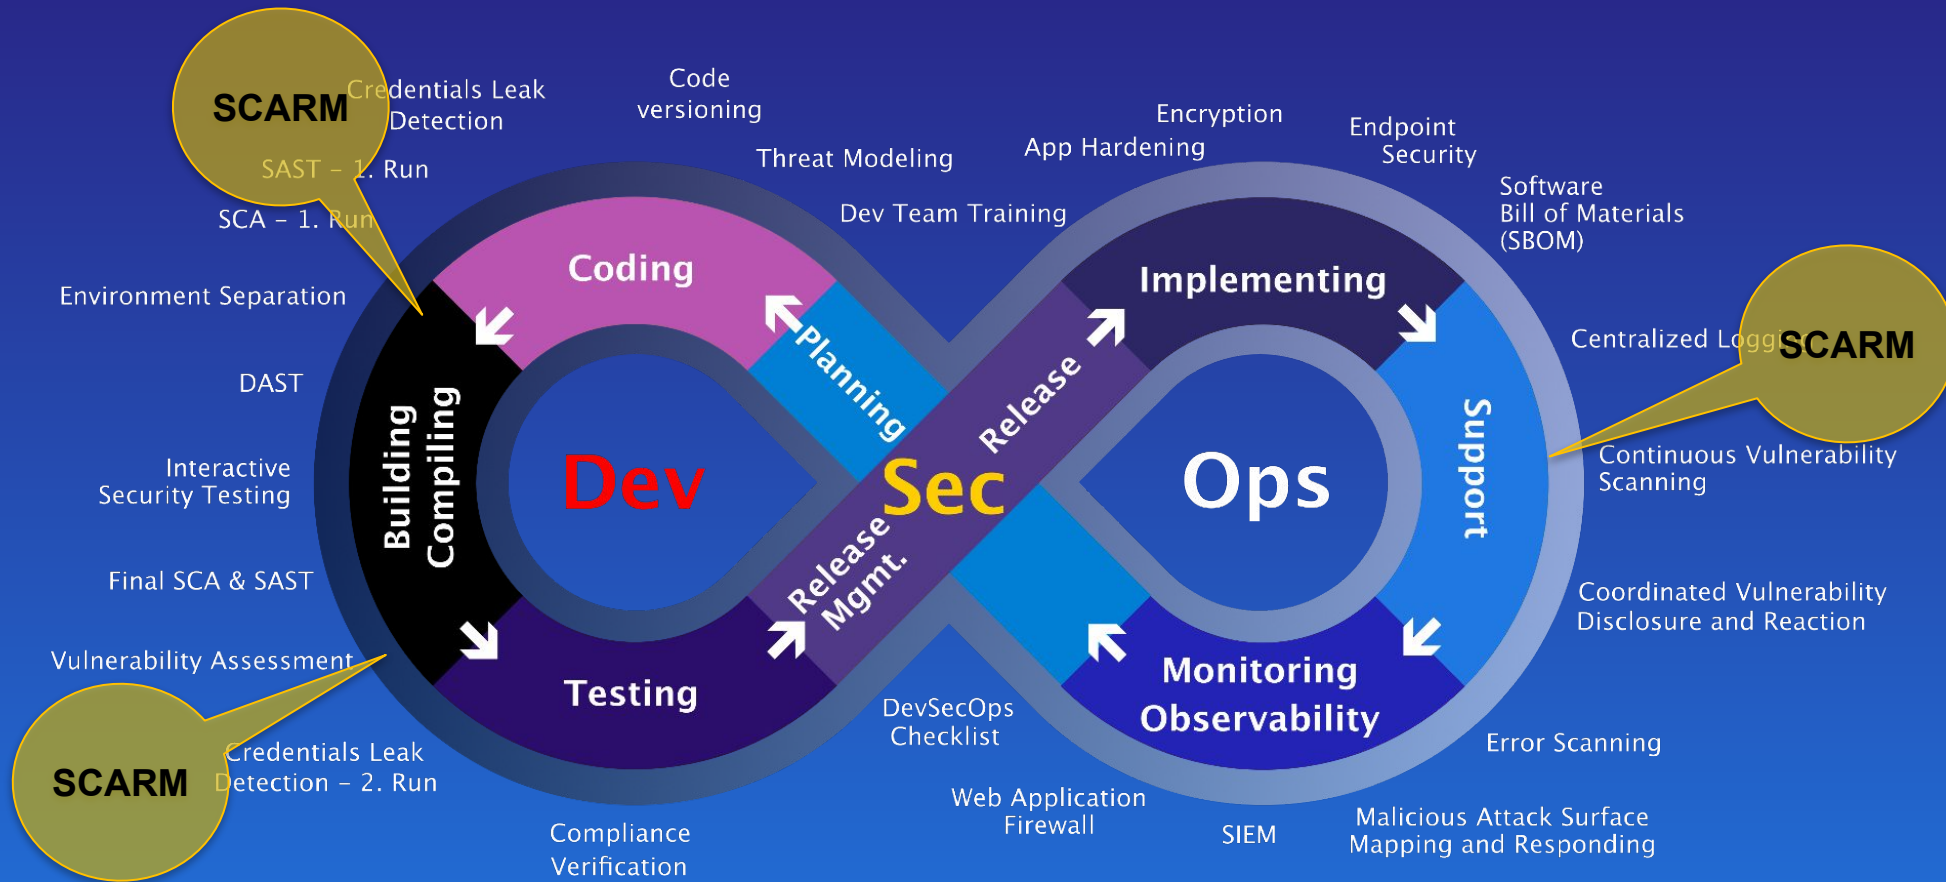 SCARM
Credentials Leak
Detection
SAST – 1. Run
SCA – 1. Run
Environment Separation
DAST
Interactive
Security Testing
Final SCA & SAST
Vulnerability Assessment
SCARM
Credentials Leak
Detection – 2. Run
Compliance
Verification
Code
versioning
Threat Modeling
Dev Team Training
Coding
Planning
Building
Compiling
Dev
Testing
Release
Mgmt.
Sec
Release
Ops
Implementing
Support
Monitoring
Observability
App Hardening
Encryption
Endpoint
Security
Software
Bill of Materials
(SBOM)
Centralized Logging
SCARM
Continuous Vulnerability
Scanning
Coordinated Vulnerability
Disclosure and Reaction
Error Scanning
Malicious Attack Surface
Mapping and Responding
SIEM
Web Application
Firewall
DevSecOps
Checklist